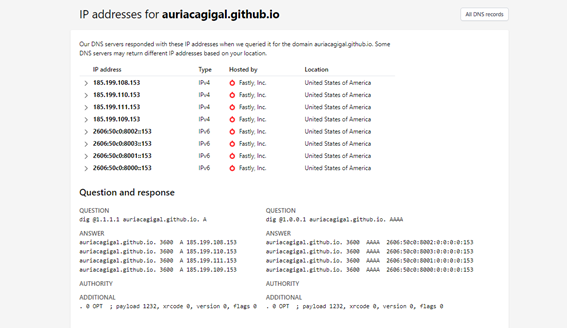 IP addresses for auriacagigal.github.io
All DNS records
Our DNS servers responded with these IP addresses when we queried it for the domain auriacagigal.github.io. Some
DNS servers may return different IP addresses based on your location.
IP address Type Hosted by Location
185.199.108.153 IPv4 Fastly, Inc. United States of America
185.199.110.153 IPv4 Fastly, Inc. United States of America
185.199.111.153 IPv4 Fastly, Inc. United States of America
185.199.109.153 IPv4 Fastly, Inc. United States of America
2606:50c0:8002::153 IPv6 Fastly, Inc. United States of America
2606:50c0:8003::153 IPv6 Fastly, Inc. United States of America
2606:50c0:8001::153 IPv6 Fastly, Inc. United States of America
2606:50c0:8000::153 IPv6 Fastly, Inc. United States of America
Question and response
QUESTION
dig @1.1.1.1 auriacagigal.github.io. A
ANSWER
auriacagigal.github.io. 3600 A 185.199.108.153
auriacagigal.github.io. 3600 A 185.199.110.153
auriacagigal.github.io. 3600 A 185.199.111.153
auriacagigal.github.io. 3600 A 185.199.109.153
AUTHORITY
ADDITIONAL
. 0 OPT ; payload 1232, xrcode 0, version 0, flags 0
QUESTION
dig @1.0.0.1 auriacagigal.github.io. AAAA
ANSWER
auriacagigal.github.io. 3600 AAAA 2606:50c0:8002:0:0:0:0:153
auriacagigal.github.io. 3600 AAAA 2606:50c0:8003:0:0:0:0:153
auriacagigal.github.io. 3600 AAAA 2606:50c0:8001:0:0:0:0:153
auriacagigal.github.io. 3600 AAAA 2606:50c0:8000:0:0:0:0:153
AUTHORITY
ADDITIONAL
. 0 OPT ; payload 1232, xrcode 0, version 0, flags 0